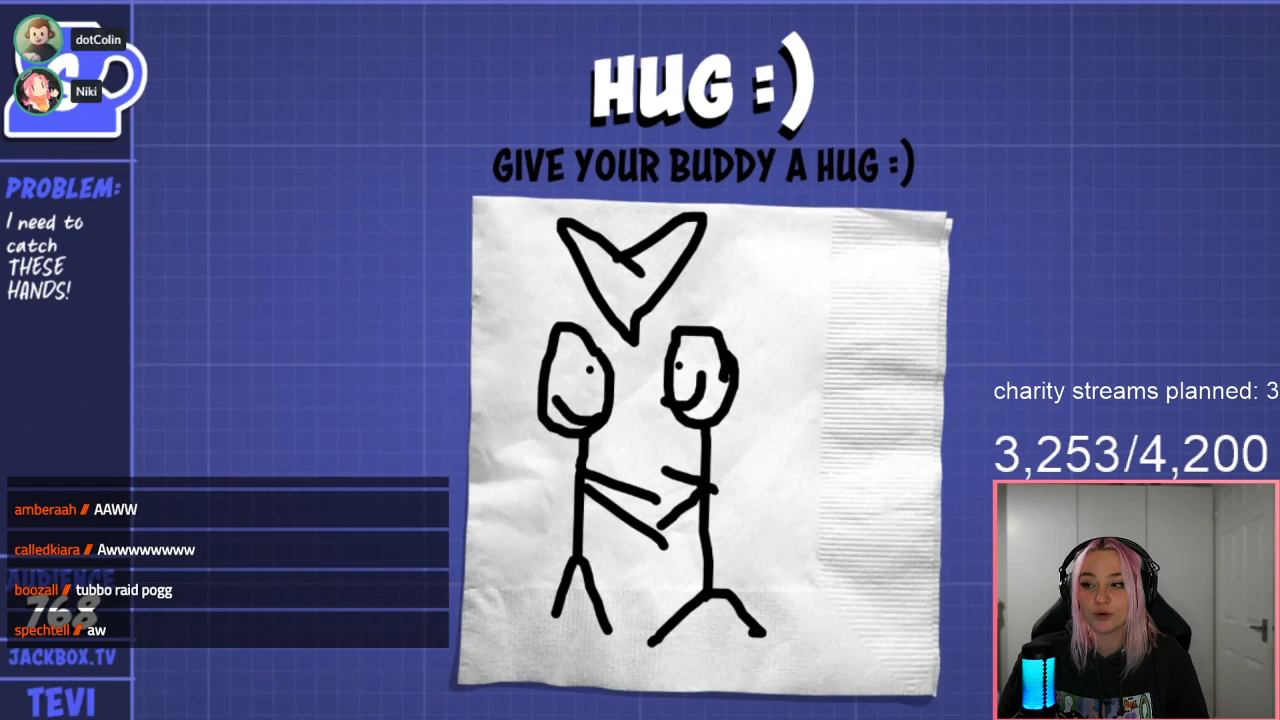 dotColin
Niki
HUG :)
GIVE YOUR BUDDY A HUG :)
PROBLEM:
I need to
catch
THESE
HANDS!
charity streams planned: 3
3,253/4,200
amberaah // AAWW
calledkiara // Awwwwwwww
boozall // tubbo raid pogg
spechtell // aw
AUDIENCE
768
JACKBOX.TV
TEVI